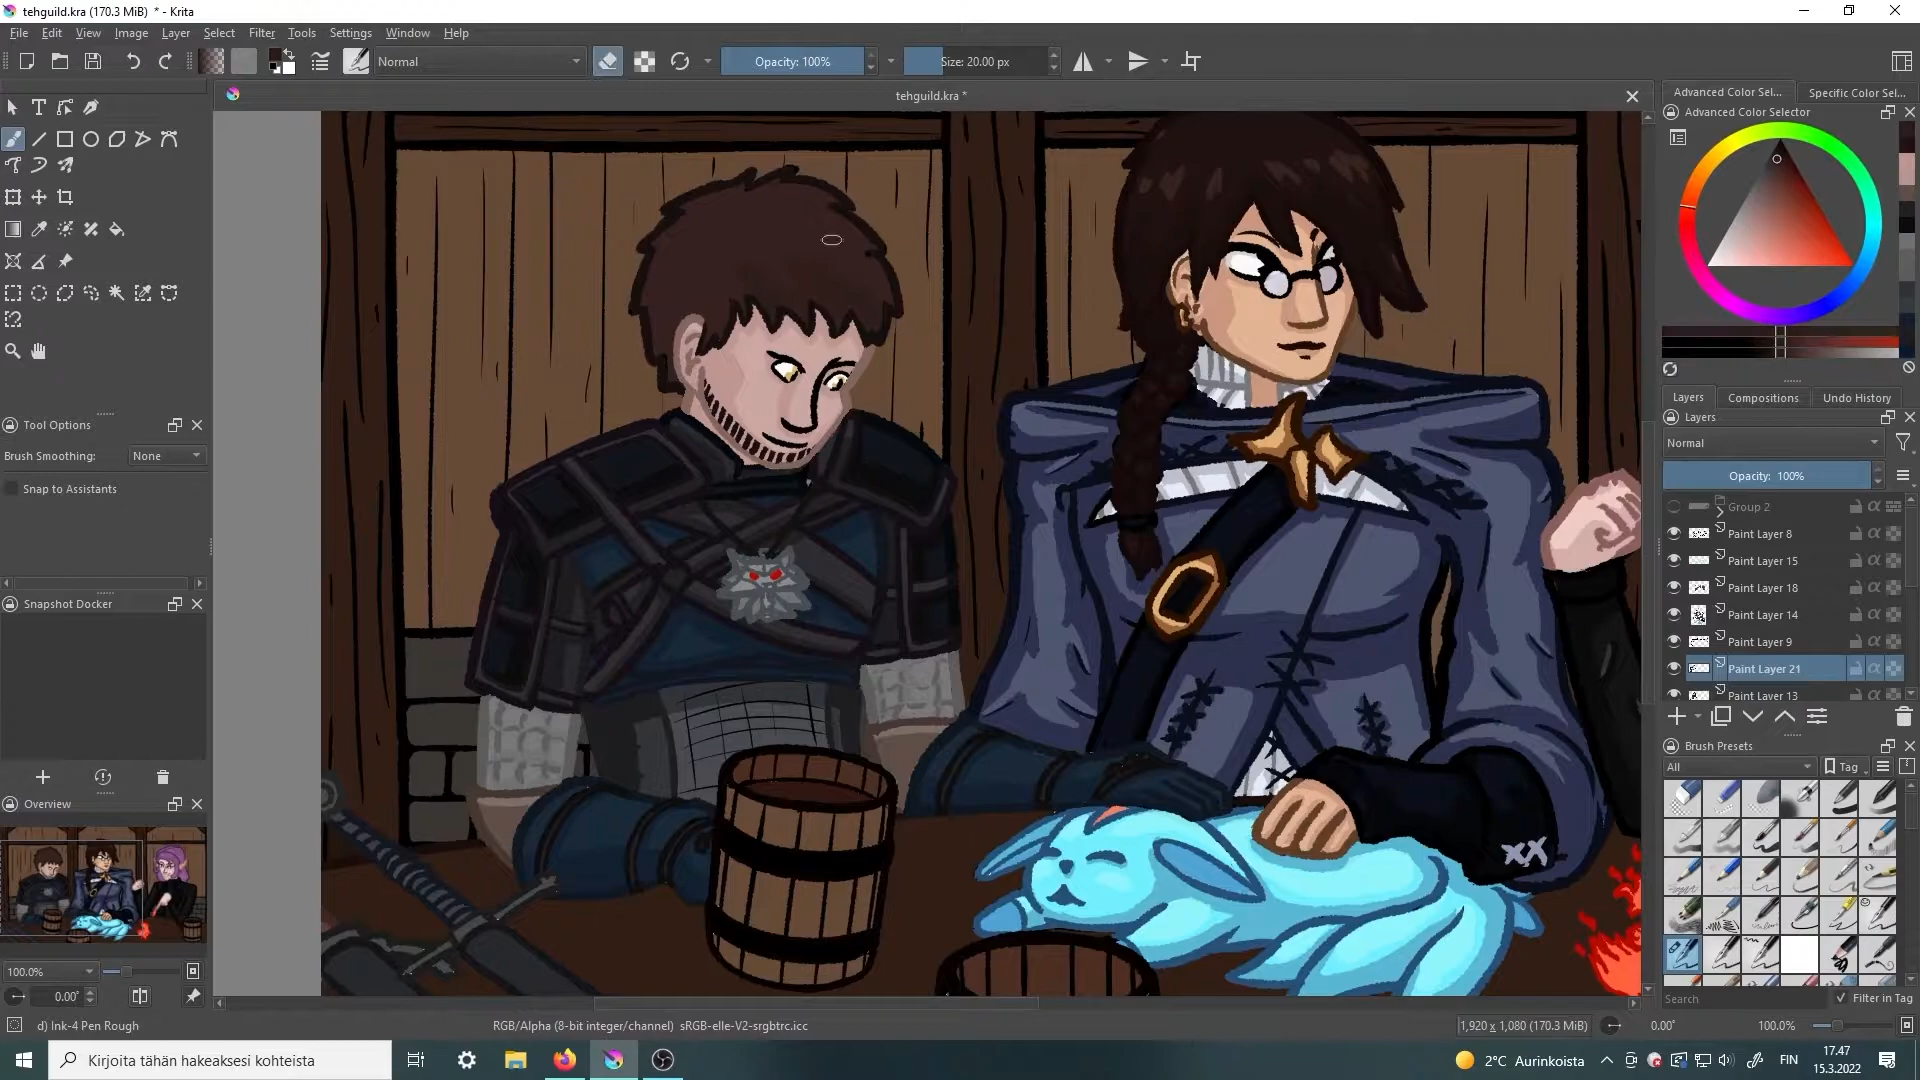 tehguild.kra (170.3 MiB) * - Krita
File Edit View Image Layer Select Filter Tools Settings Window Help
Normal
Opacity: 100%
Size: 20.00 px
tehguild.kra *
Advanced Color Sel...
Specific Color Sel...
Advanced Color Selector
Tool Options
Brush Smoothing:
None
Snap to Assistants
Snapshot Docker
Overview
100.0%
0.00°
Layers
Compositions
Undo History
Layers
Normal
Opacity: 100%
Group 2
Paint Layer 8
Paint Layer 15
Paint Layer 18
Paint Layer 14
Paint Layer 9
Paint Layer 21
Paint Layer 13
Brush Presets
All
Tag
Search
Filter in Tag
XX
d) Ink-4 Pen Rough
RGB/Alpha (8-bit integer/channel) sRGB-elle-V2-srgbtrc.icc
1,920 x 1,080 (170.3 MiB)
0.00°
100.0%
Kirjoita tähän hakeaksesi kohteista
2°C Aurinkoista
FIN
17.47
15.3.2022